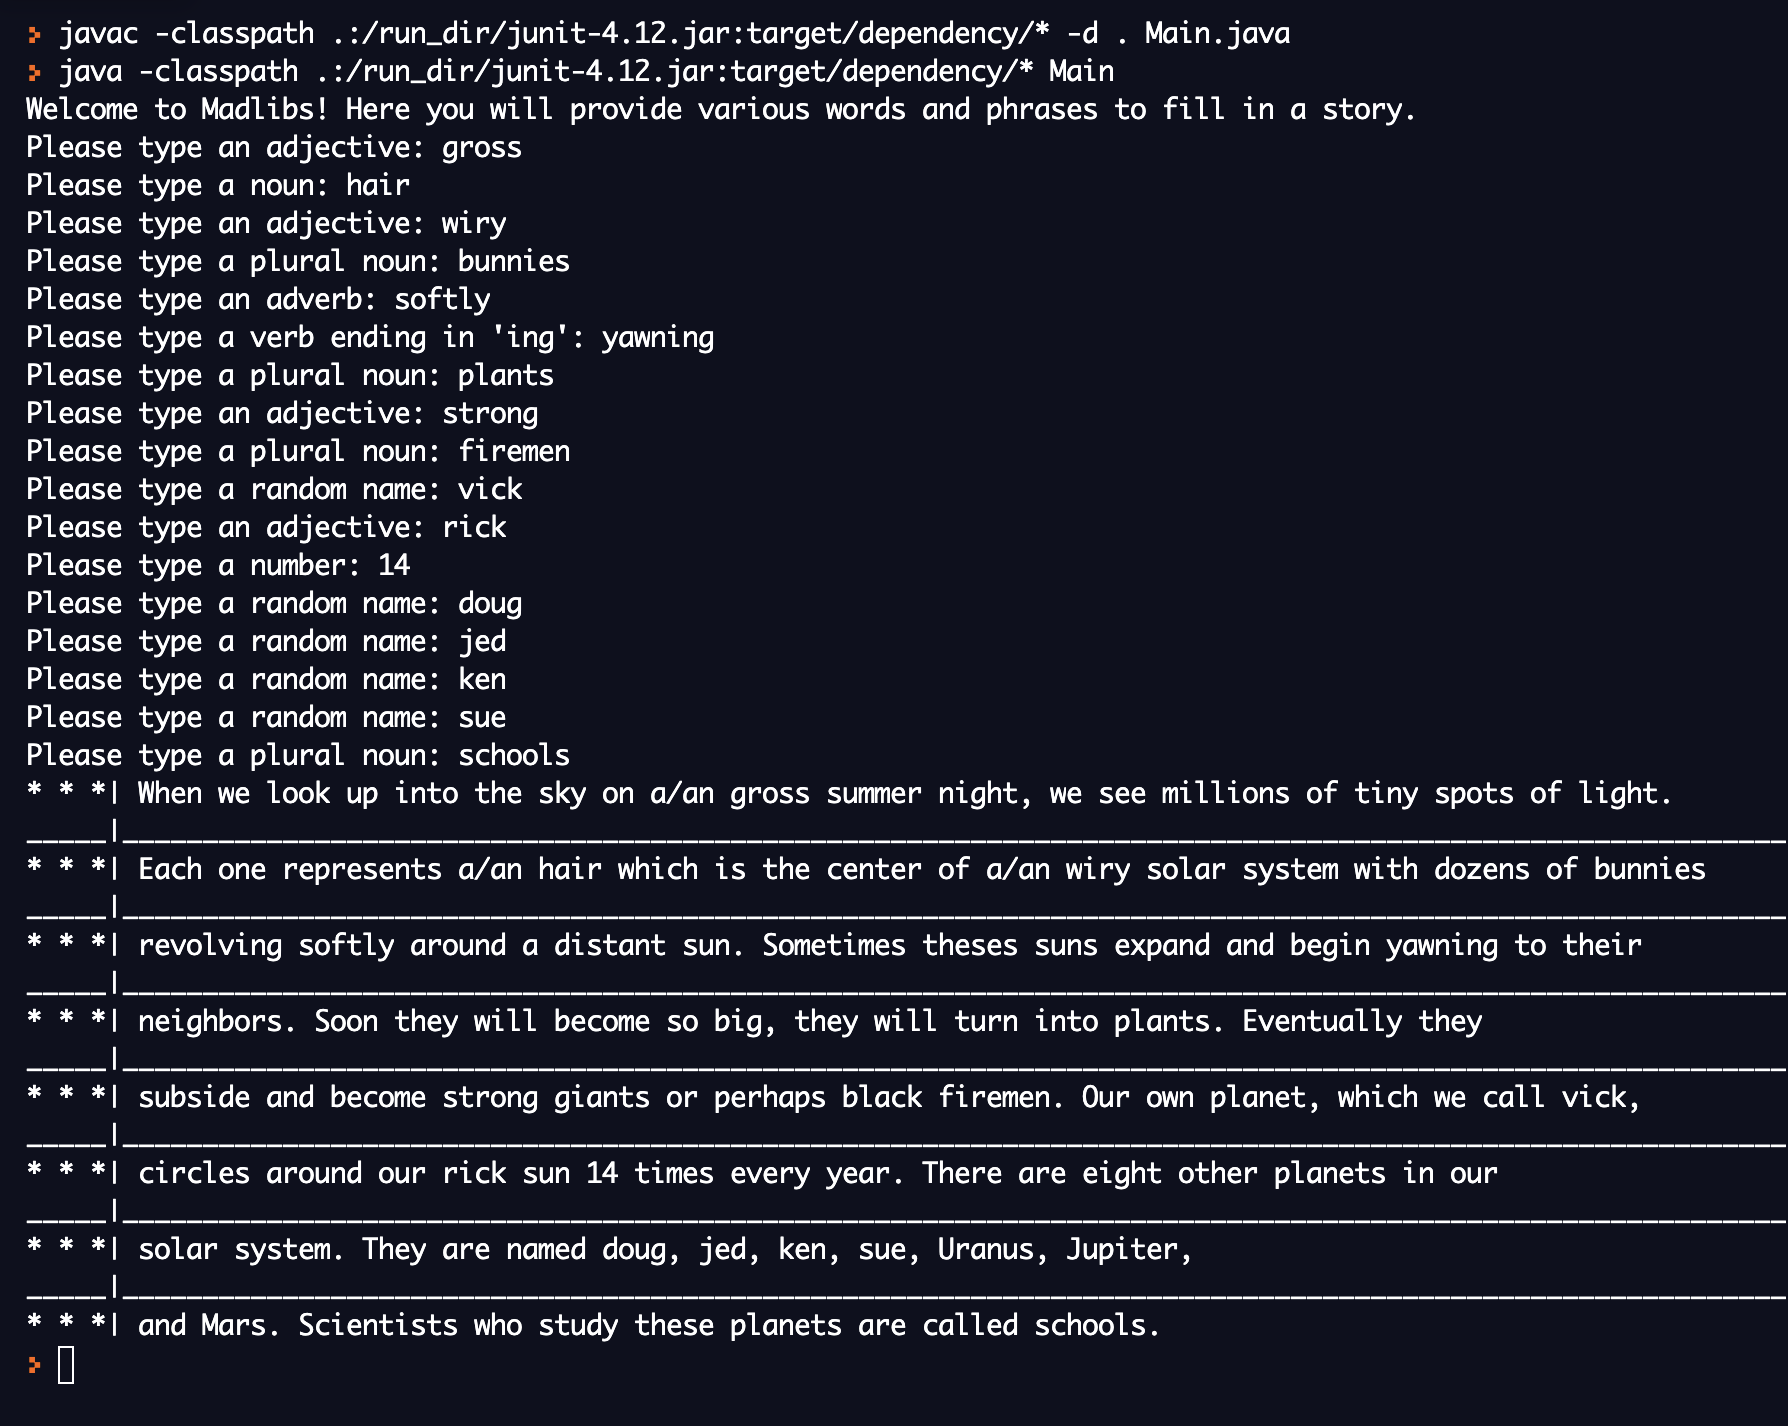 > javac -classpath .:/run_dir/junit-4.12.jar:target/dependency/* -d . Main.java
> java -classpath .:/run_dir/junit-4.12.jar:target/dependency/* Main
Welcome to Madlibs! Here you will provide various words and phrases to fill in a story.
Please type an adjective: gross
Please type a noun: hair
Please type an adjective: wiry
Please type a plural noun: bunnies
Please type an adverb: softly
Please type a verb ending in 'ing': yawning
Please type a plural noun: plants
Please type an adjective: strong
Please type a plural noun: firemen
Please type a random name: vick
Please type an adjective: rick
Please type a number: 14
Please type a random name: doug
Please type a random name: jed
Please type a random name: ken
Please type a random name: sue
Please type a plural noun: schools
* * *| When we look up into the sky on a/an gross summer night, we see millions of tiny spots of light.
_____|________________________________________________________________________________________________________
* * *| Each one represents a/an hair which is the center of a/an wiry solar system with dozens of bunnies
_____|________________________________________________________________________________________________________
* * *| revolving softly around a distant sun. Sometimes theses suns expand and begin yawning to their
_____|________________________________________________________________________________________________________
* * *| neighbors. Soon they will become so big, they will turn into plants. Eventually they
_____|________________________________________________________________________________________________________
* * *| subside and become strong giants or perhaps black firemen. Our own planet, which we call vick,
_____|________________________________________________________________________________________________________
* * *| circles around our rick sun 14 times every year. There are eight other planets in our
_____|________________________________________________________________________________________________________
* * *| solar system. They are named doug, jed, ken, sue, Uranus, Jupiter,
_____|________________________________________________________________________________________________________
* * *| and Mars. Scientists who study these planets are called schools.
>